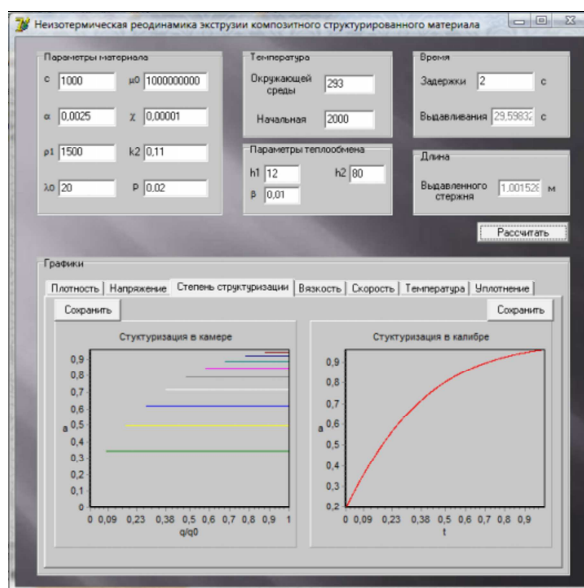 Неизотермическая реодинамика экструзии композитного структурированного материала
Параметры материала
c 1000 μ0 1000000000
α 0,0025 χ 0,00001
ρ1 1500 k2 0,11
λ0 20 P 0.02
Температура
Окружающей среды 293
Начальная 2000
Параметры теплообмена
h1 12 h2 80
β 0,01
Время
Задержки 2 с
Выдавливания 29,59832 с
Длина
Выдавленного стержня 1,001528 м
Рассчитать
Графики
Плотность Напряжение Степень структуризации Вязкость Скорость Температура Уплотнение
Сохранить Сохранить
Стуктуризация в камере
0,9
0,8
0,7
0,6
0,5
0,4
0,3
0,2
0,1
0
a
0 0,09 0,23 0,38 0,5 0,6 0,7 0,8 0,9 1
q/q0
Стуктуризация в калибре
0,9
0,8
0,7
0,6
0,5
0,4
0,3
0,2
a
0 0,09 0,23 0,38 0,5 0,6 0,7 0,8 0,9
t